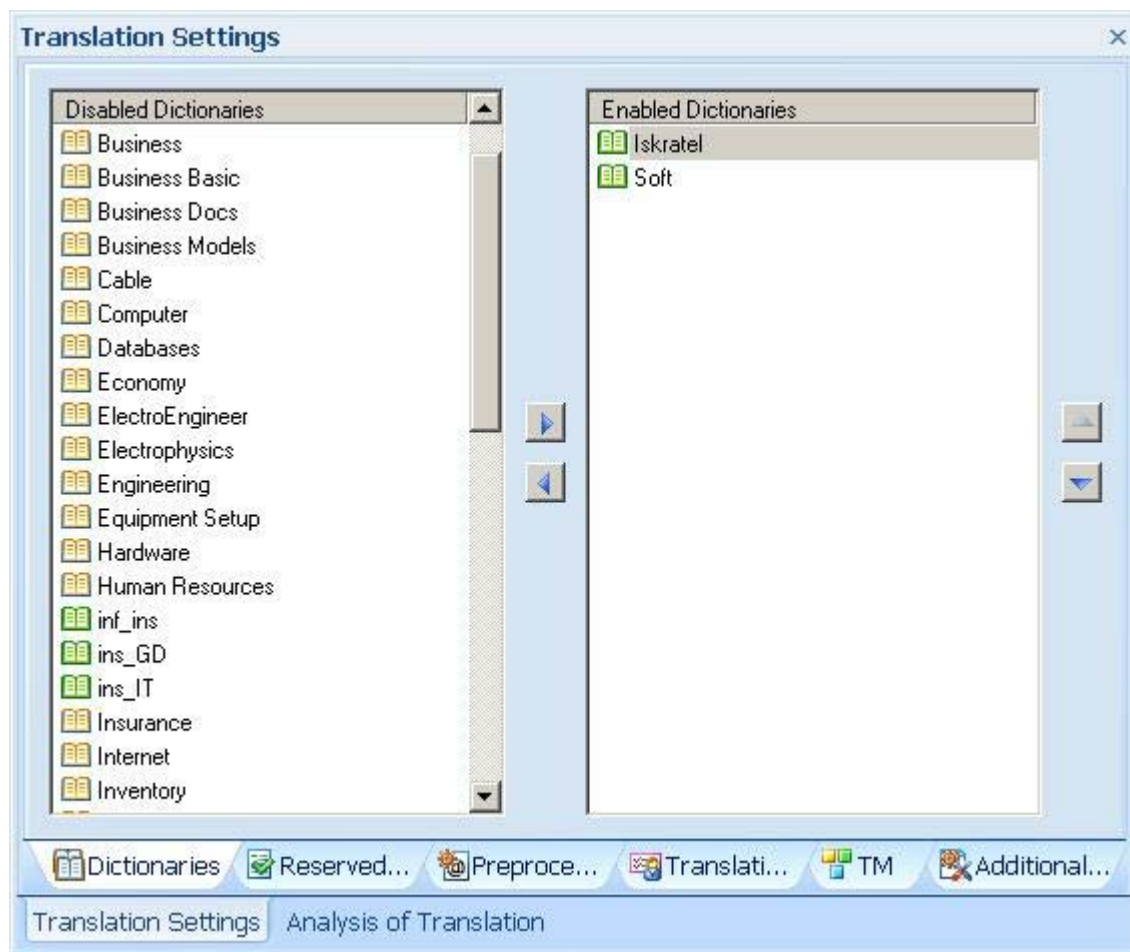 Translation Settings
Disabled Dictionaries
Business
Business Basic
Business Docs
Business Models
Cable
Computer
Databases
Economy
ElectroEngineer
Electrophysics
Engineering
Equipment Setup
Hardware
Human Resources
inf_ins
ins_GD
ins_IT
Insurance
Internet
Inventory
Enabled Dictionaries
Iskratel
Soft
Dictionaries Reserved... Preproce... Translati... TM Additional...
Translation Settings Analysis of Translation